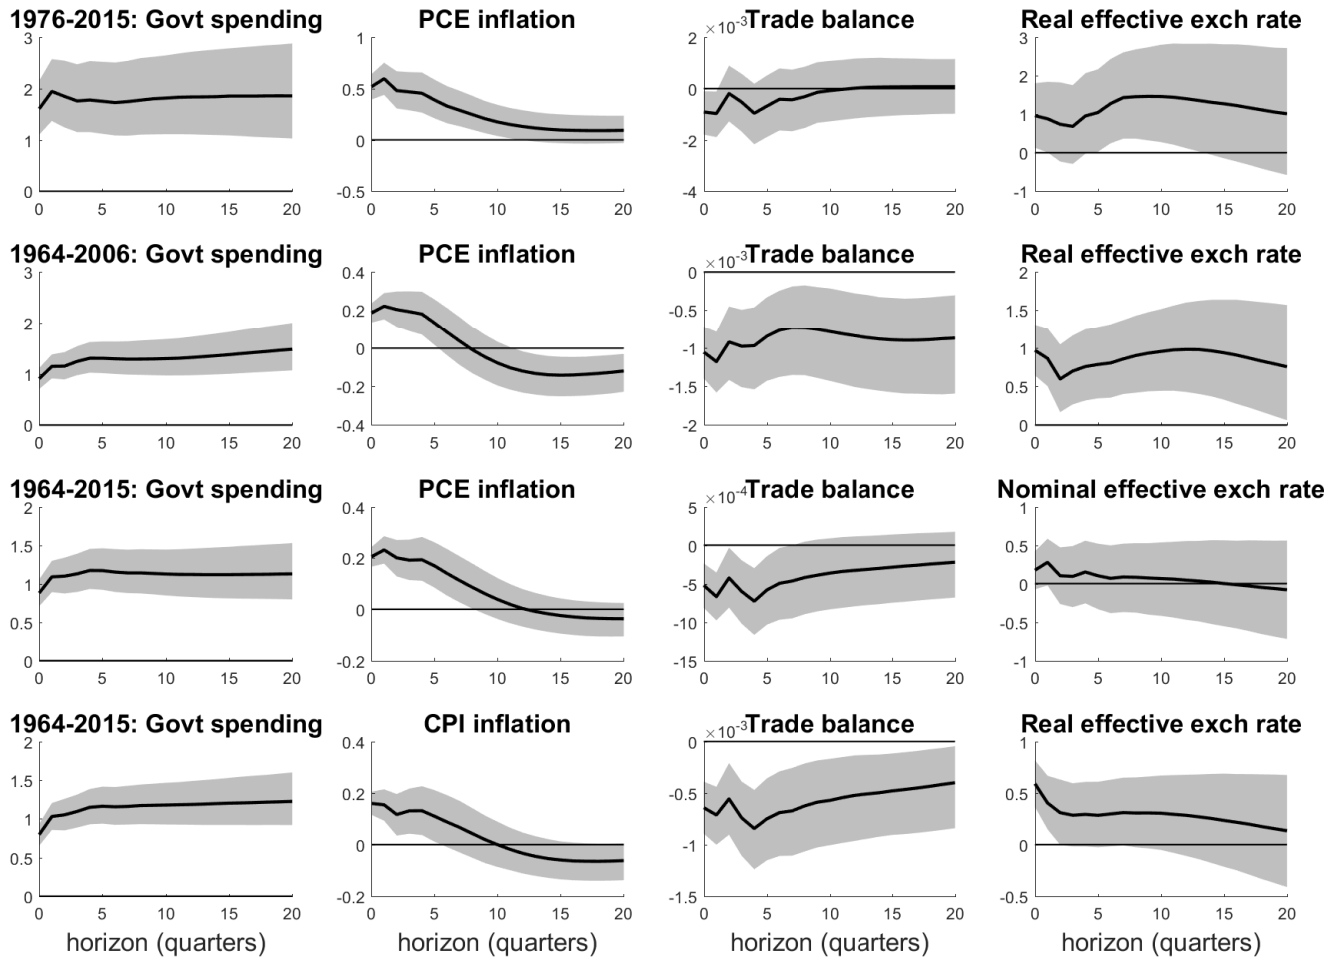 1976-2015: Govt spending PCE inflation Trade balance Real effective exch rate
3 1 2 ×10-3 3
2 0.5 0 2
1 0 -2 1
0 -0.5 -4 0
-1
0 5 10 15 20 0 5 10 15 20 0 5 10 15 20 0 5 10 15 20
1964-2006: Govt spending PCE inflation Trade balance Real effective exch rate
3 0.4 0 ×10-3 2
2 0.2 -0.5 1.5
0 -1 1
1 -0.2 -1.5 0.5
0 -0.4 -2 0
0 5 10 15 20 0 5 10 15 20 0 5 10 15 20 0 5 10 15 20
1964-2015: Govt spending PCE inflation Trade balance Nominal effective exch rate
2 0.4 5 ×10-4 1
1.5 0.2 0 0.5
1 -5 0
0.5 0 -10 -0.5
0 -0.2 -15 -1
0 5 10 15 20 0 5 10 15 20 0 5 10 15 20 0 5 10 15 20
1964-2015: Govt spending CPI inflation Trade balance Real effective exch rate
2 0.4 0 ×10-3 1
1.5 0.2 -0.5 0.5
1 0 -1 0
0.5
0 -0.2 -1.5 -0.5
0 5 10 15 20 0 5 10 15 20 0 5 10 15 20 0 5 10 15 20
horizon (quarters) horizon (quarters) horizon (quarters) horizon (quarters)